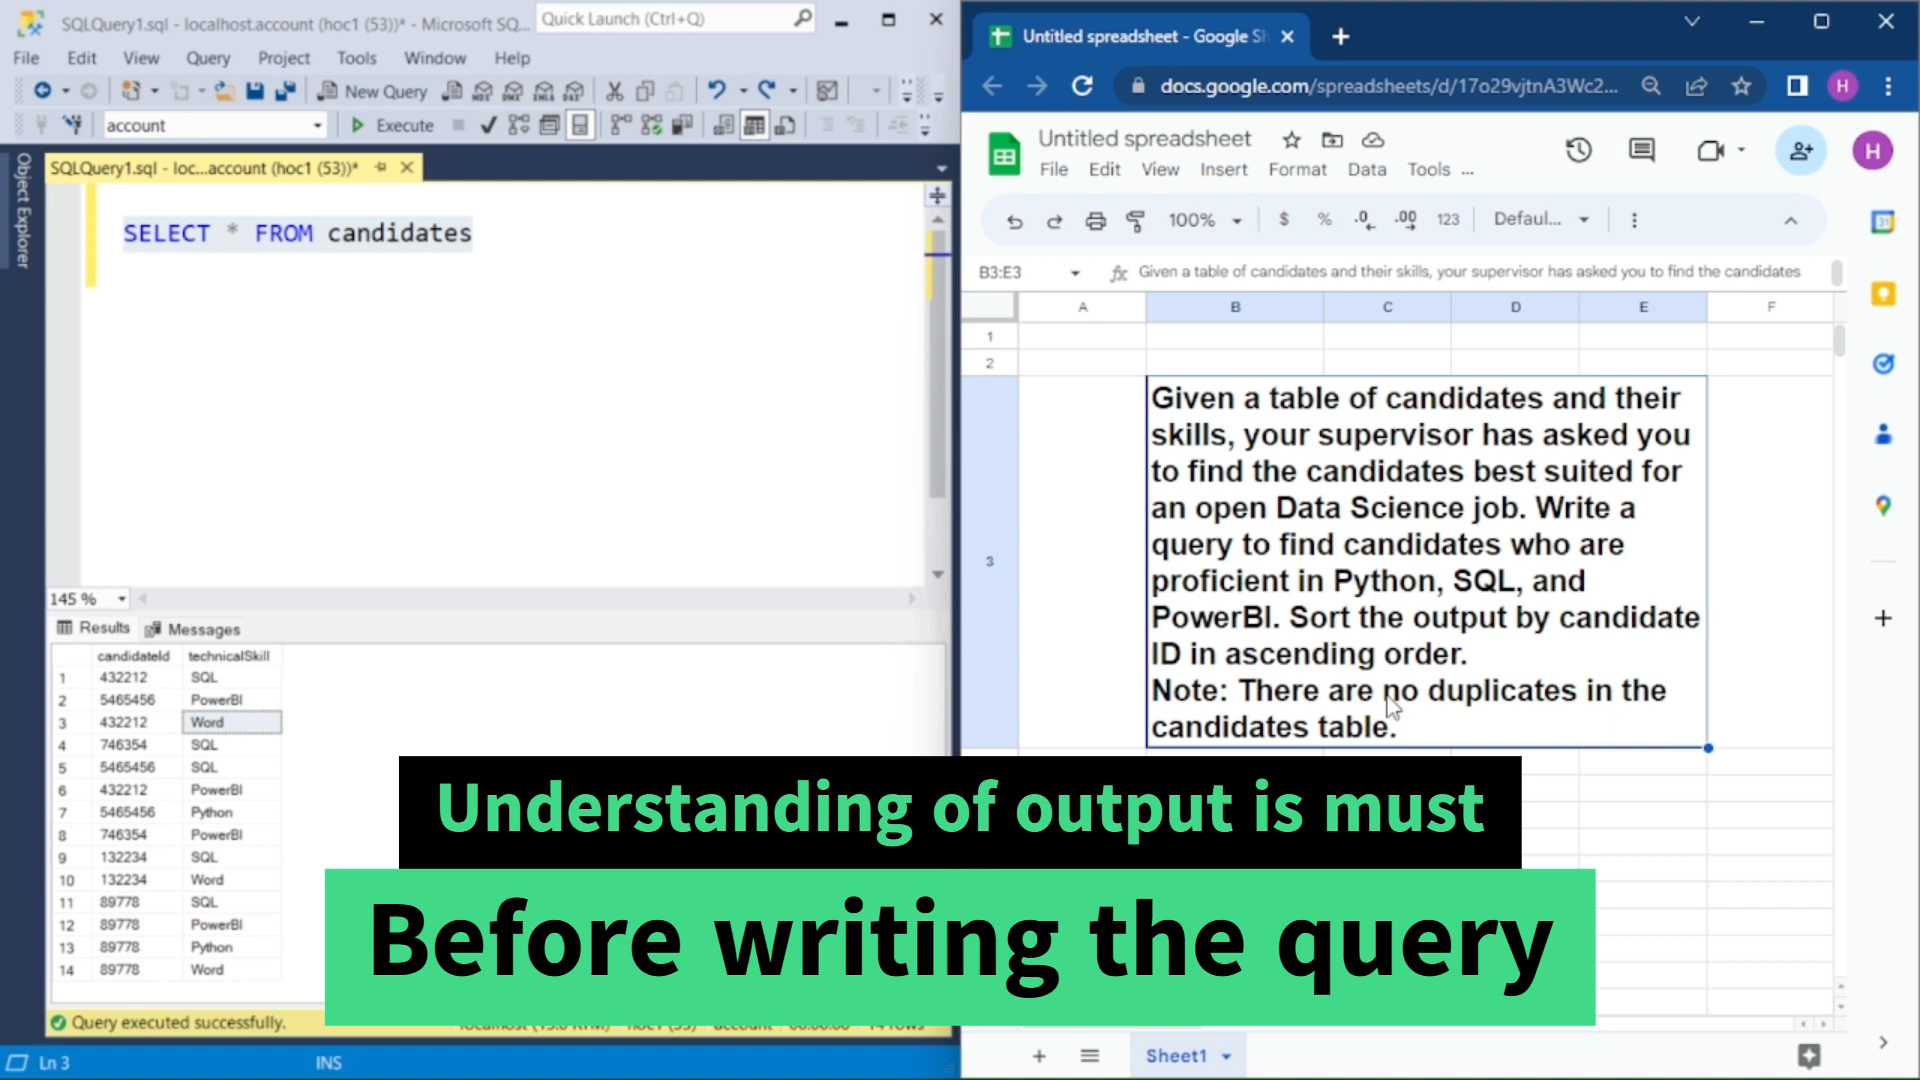 SQLQuery1.sql - localhost.account (hoc1 (53))* - Microsoft SQ...
Quick Launch (Ctrl+Q)
File Edit View Query Project Tools Window Help
New Query
account
Execute
Object Explorer
SQLQuery1.sql - loc...account (hoc1 (53))*
SELECT * FROM candidates
145 %
Results Messages
candidateId technicalSkill
1 432212 SQL
2 5465456 PowerBI
3 432212 Word
4 746354 SQL
5 5465456 SQL
6 432212 PowerBI
7 5465456 Python
8 746354 PowerBI
9 132234 SQL
10 132234 Word
11 89778 SQL
12 89778 PowerBI
13 89778 Python
14 89778 Word
Query executed successfully.
Ln 3 INS
Untitled spreadsheet - Google Sh
docs.google.com/spreadsheets/d/17o29vjtnA3Wc2...
H
Untitled spreadsheet
File Edit View Insert Format Data Tools ...
H
100% $ % .0 .00 123 Defaul...
B3:E3 fx Given a table of candidates and their skills, your supervisor has asked you to find the candidates
A B C D E F
1
2
3
Given a table of candidates and their
skills, your supervisor has asked you
to find the candidates best suited for
an open Data Science job. Write a
query to find candidates who are
proficient in Python, SQL, and
PowerBI. Sort the output by candidate
ID in ascending order.
Note: There are no duplicates in the
candidates table.
31
Understanding of output is must
Before writing the query
Sheet1